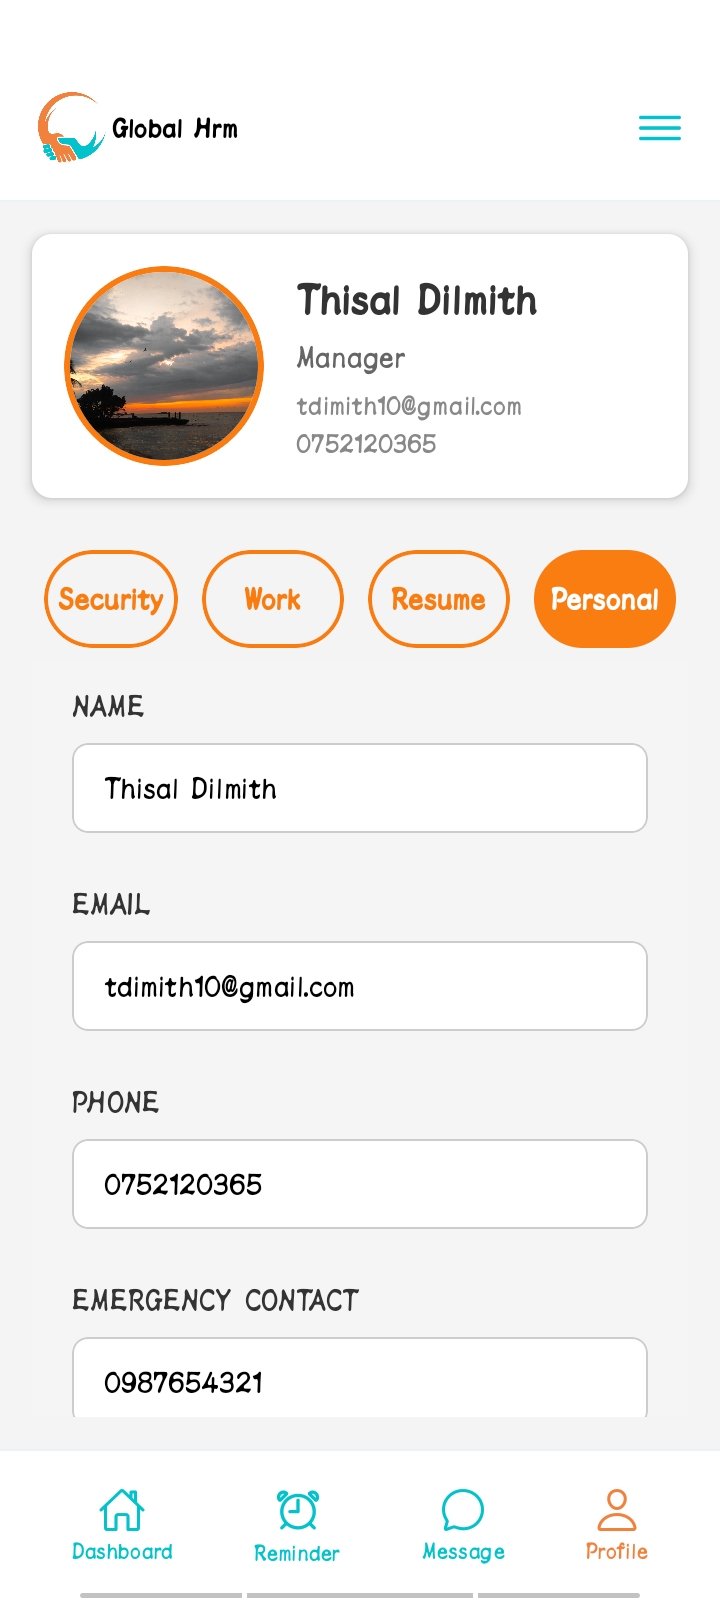 Global Hrm
Thisal Dilmith
Manager
tdimith10@gmail.com
0752120365
Security Work Resume Personal
NAME
Thisal Dilmith
EMAIL
tdimith10@gmail.com
PHONE
0752120365
EMERGENCY CONTACT
0987654321
Dashboard Reminder Message Profile